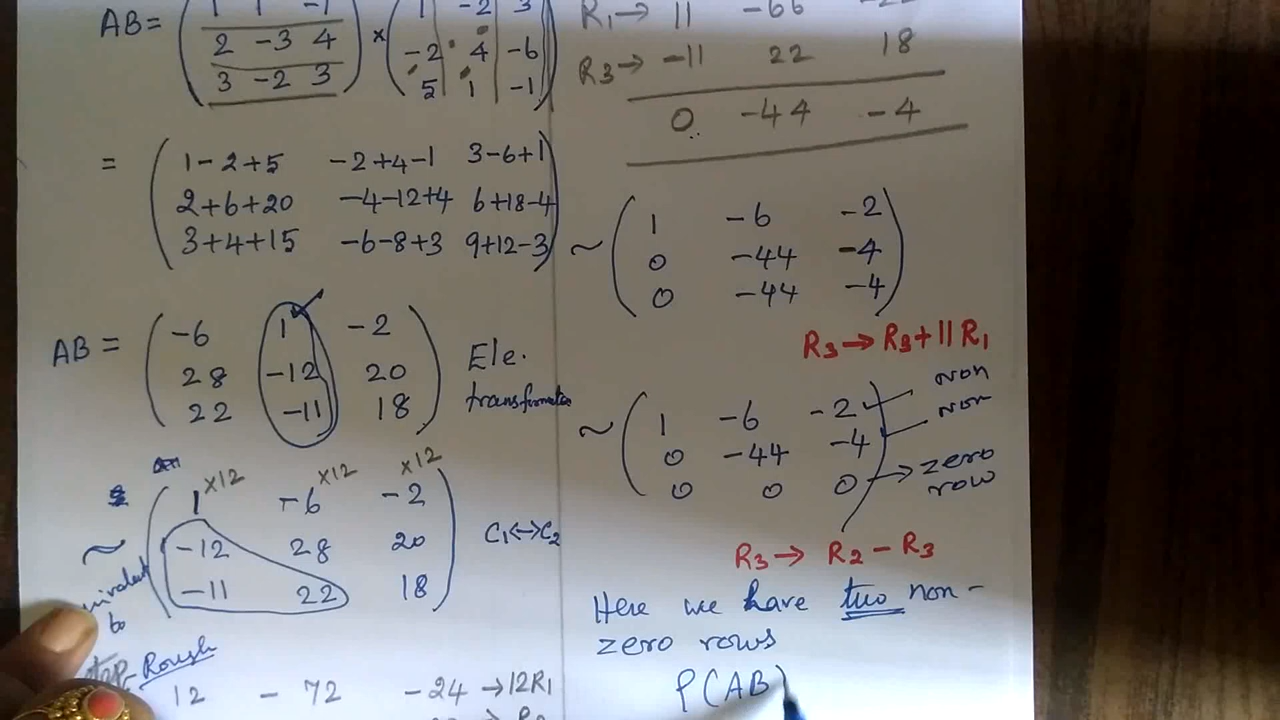 AB = ( 1 1 -1 ) × ( 1 -2 3 )
( 2 -3 4 ) ( -2 4 -6 )
( 3 -2 3 ) ( 5 1 -1 )
= ( 1-2+5 -2+4-1 3-6+1 )
( 2+6+20 -4-12+4 6+18-4 )
( 3+4+15 -6-8+3 9+12-3 )
AB = ( -6 1 -2 ) Ele.
( 28 -12 20 ) transformation
( 22 -11 18 )
×12 ×12 ×12
~ ( 1 -6 -2 )
( -12 28 20 ) C1↔C2
( -11 22 18 )
equivalent
to
step- Rough
12 - 72 - 24 → 12R1
R1 → 11 -66 -22
R3 → -11 22 18
0 -44 -4
~ ( 1 -6 -2 )
( 0 -44 -4 )
( 0 -44 -4 )
R3 → R3 + 11 R1
~ ( 1 -6 -2 ) non
( 0 -44 -4 ) non
( 0 0 0 ) → zero
row
R3 → R2 - R3
Here we have two non-
zero rows
ρ(AB)